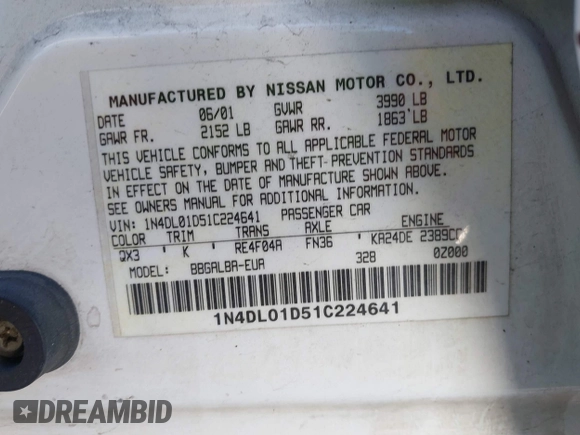 MANUFACTURED BY NISSAN MOTOR CO., LTD.
DATE 06/01 GVWR 3990 LB
GAWR FR. 2152 LB GAWR RR. 1863 LB
THIS VEHICLE CONFORMS TO ALL APPLICABLE FEDERAL MOTOR
VEHICLE SAFETY, BUMPER AND THEFT-PREVENTION STANDARDS
IN EFFECT ON THE DATE OF MANUFACTURE SHOWN ABOVE.
SEE OWNERS MANUAL FOR ADDITIONAL INFORMATION.
VIN: 1N4DL01D51C224641 PASSENGER CAR
COLOR TRIM TRANS AXLE ENGINE
QX3 ' K RE4F04A FN36 ' KA24DE 2389CC
MODEL: BBGALBA-EUA 328 0Z000
1N4DL01D51C224641
DREAMBID